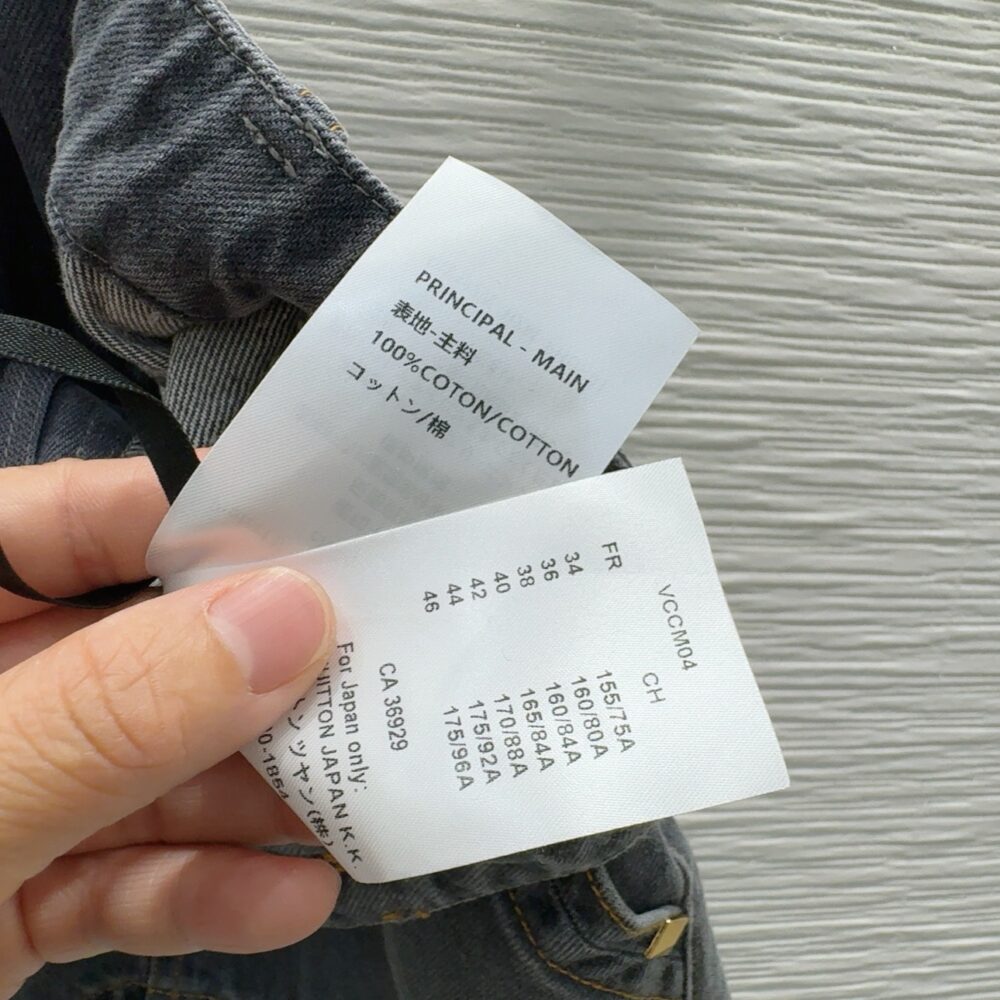 PRINCIPAL - MAIN
表地-主料
100%COTON/COTTON
コットン/棉
VCCM04
FR CH
34 155/75A
36 160/80A
38 160/84A
40 165/84A
42 170/88A
44 175/92A
46 175/96A
CA 36929
For Japan only:
JAPAN K.K.